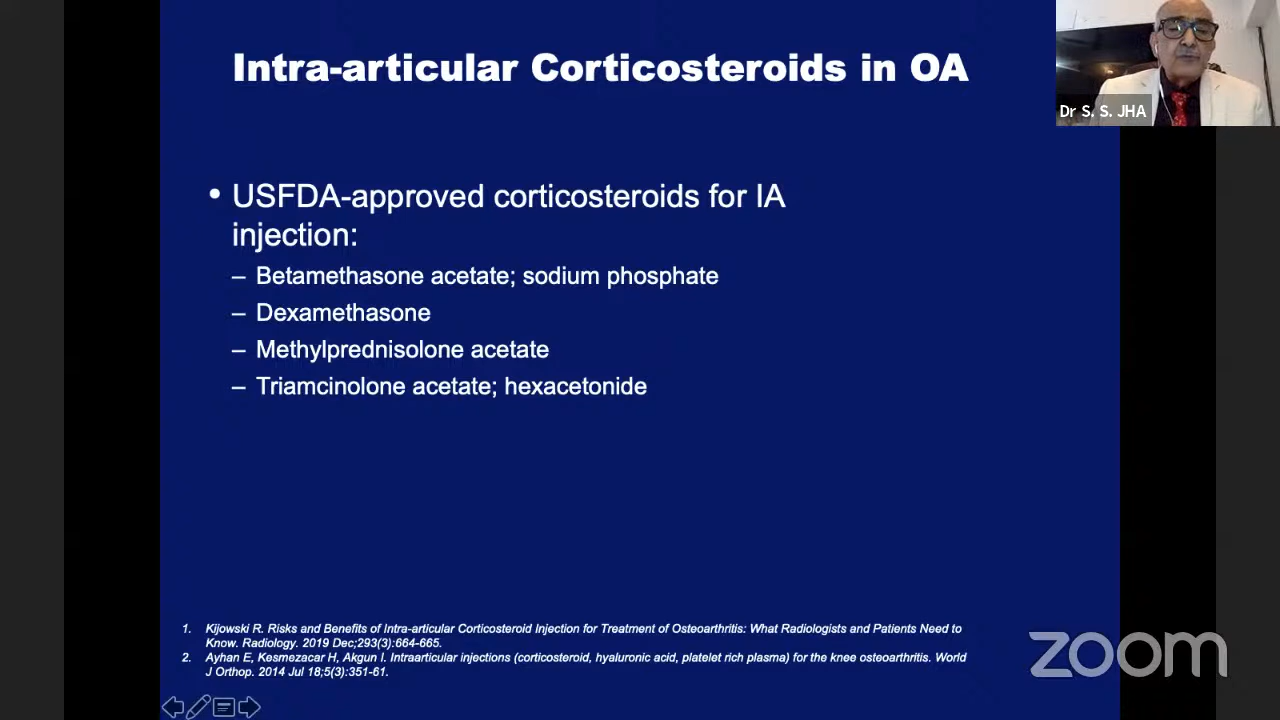 Intra-articular Corticosteroids in OA
Dr S. S. JHA
• USFDA-approved corticosteroids for IA
injection:
– Betamethasone acetate; sodium phosphate
– Dexamethasone
– Methylprednisolone acetate
– Triamcinolone acetate; hexacetonide
1. Kijowski R. Risks and Benefits of Intra-articular Corticosteroid Injection for Treatment of Osteoarthritis: What Radiologists and Patients Need to
Know. Radiology. 2019 Dec;293(3):664-665.
2. Ayhan E, Kesmezacar H, Akgun I. Intraarticular injections (corticosteroid, hyaluronic acid, platelet rich plasma) for the knee osteoarthritis. World
J Orthop. 2014 Jul 18;5(3):351-61.
zoom